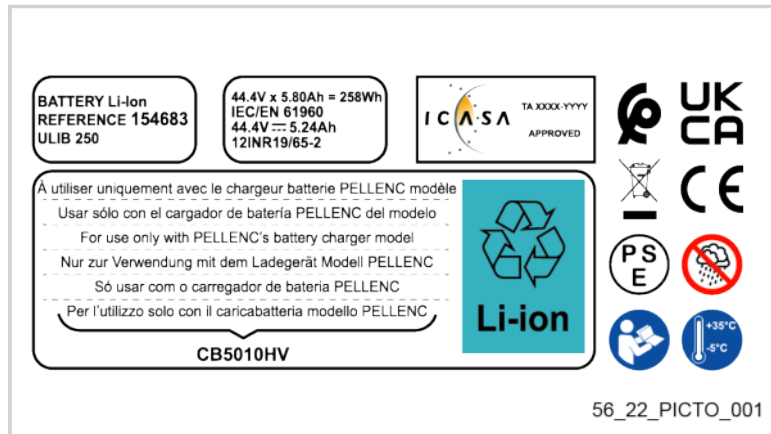 BATTERY Li-Ion
REFERENCE 154683
ULIB 250
44.4V x 5.80Ah = 258Wh
IEC/EN 61960
44.4V ⎓ 5.24Ah
12INR19/65-2
ICASA
TA XXXX-YYYY
APPROVED
UK
CA
CE
À utiliser uniquement avec le chargeur batterie PELLENC modèle
Usar sólo con el cargador de batería PELLENC del modelo
For use only with PELLENC's battery charger model
Nur zur Verwendung mit dem Ladegerät Modell PELLENC
Só usar com o carregador de bateria PELLENC
Per l'utilizzo solo con il caricabatteria modello PELLENC
CB5010HV
Li-ion
PS
E
+35°C
-5°C
56_22_PICTO_001